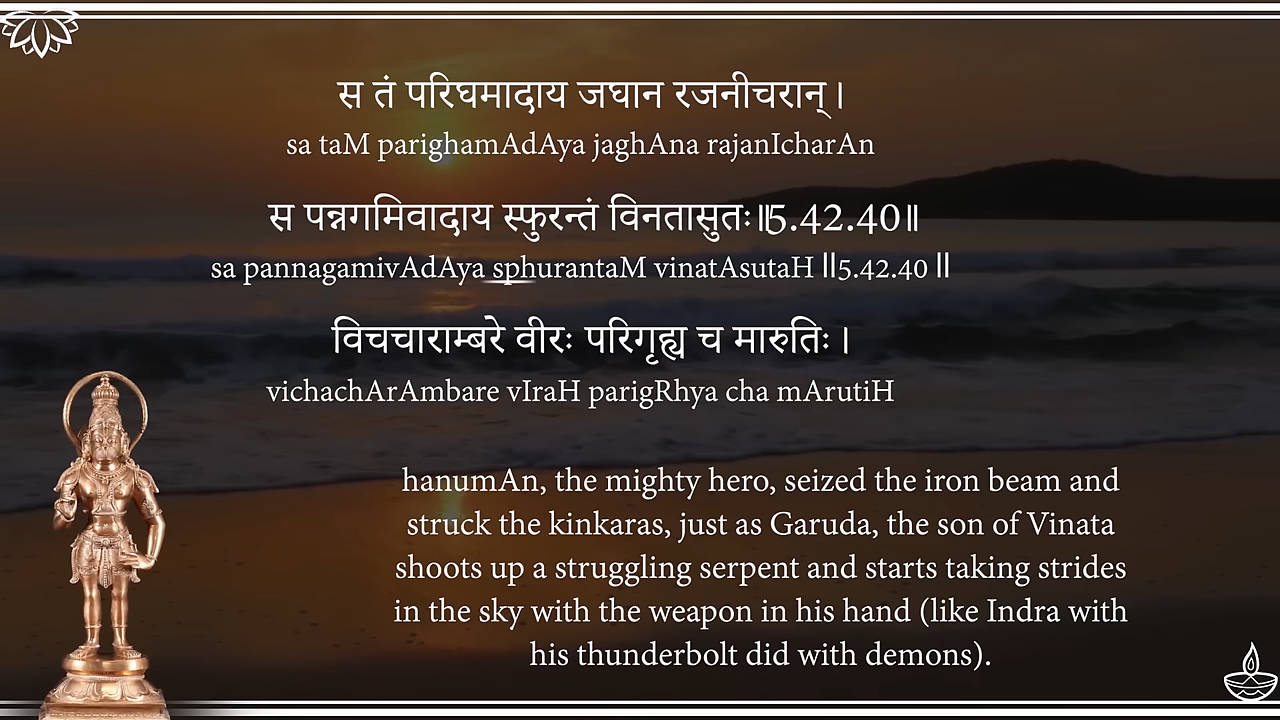 स तं परिघमादाय जघान रजनीचरान्।
sa taM parighamAdAya jaghAna rajanIcharAn
स पन्नगमिवादाय स्फुरन्तं विनतासुतः॥5.42.40॥
sa pannagamivAdAya sphurantaM vinatAsutaH ॥5.42.40 ॥
विचचाराम्बरे वीरः परिगृह्य च मारुतिः।
vichachArAmbare vIraH parigRhya cha mArutiH
hanumAn, the mighty hero, seized the iron beam and
struck the kinkaras, just as Garuda, the son of Vinata
shoots up a struggling serpent and starts taking strides
in the sky with the weapon in his hand (like Indra with
his thunderbolt did with demons).